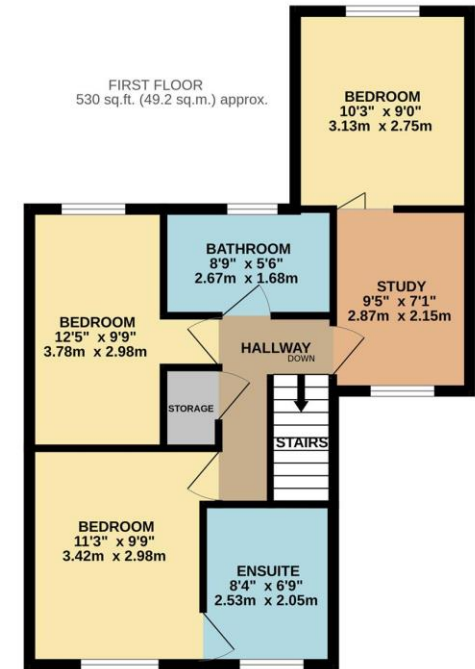 FIRST FLOOR
530 sq.ft. (49.2 sq.m.) approx.
BEDROOM
10'3" x 9'0"
3.13m x 2.75m
BATHROOM
8'9" x 5'6"
2.67m x 1.68m
STUDY
9'5" x 7'1"
2.87m x 2.15m
BEDROOM
12'5" x 9'9"
3.78m x 2.98m
HALLWAY
DOWN
STORAGE
STAIRS
BEDROOM
11'3" x 9'9"
3.42m x 2.98m
ENSUITE
8'4" x 6'9"
2.53m x 2.05m